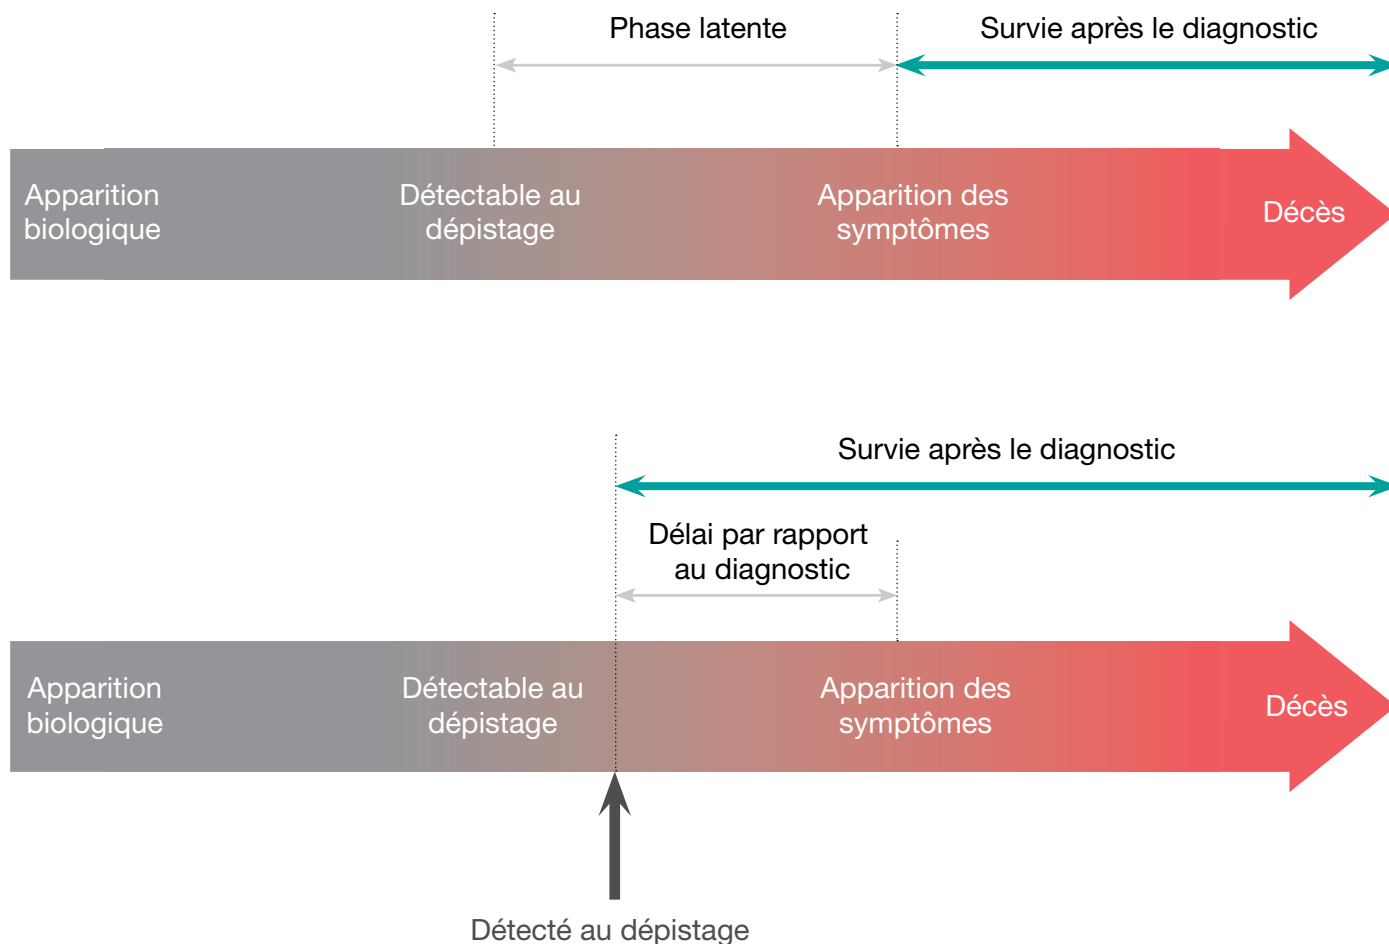 Phase latente
Survie après le diagnostic
Apparition
biologique
Détectable au
dépistage
Apparition des
symptômes
Décès
Survie après le diagnostic
Délai par rapport
au diagnostic
Apparition
biologique
Détectable au
dépistage
Apparition des
symptômes
Décès
Détecté au dépistage